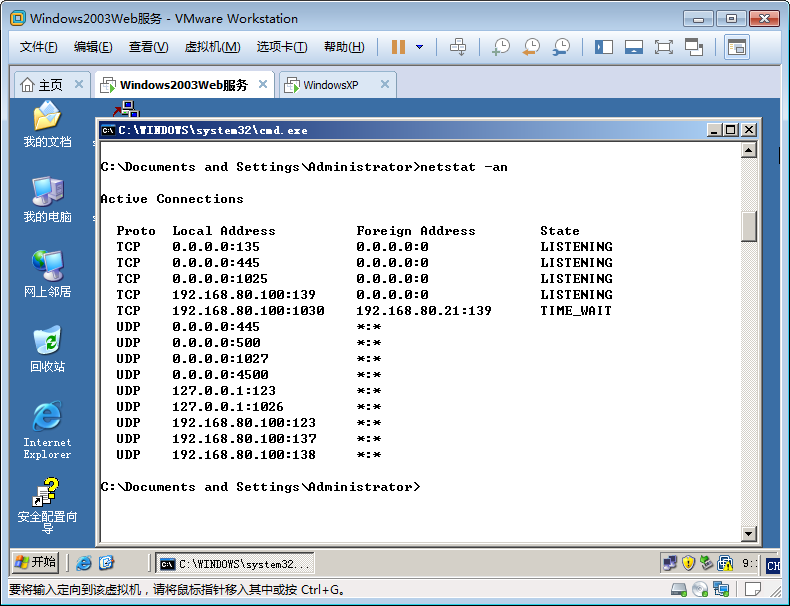 Windows2003Web服务 - VMware Workstation
文件(F) 编辑(E) 查看(V) 虚拟机(M) 选项卡(T) 帮助(H)
主页 Windows2003Web服务 WindowsXP
我的文档
我的电脑
网上邻居
回收站
Internet
Explorer
安全配置向
导
C:\WINDOWS\system32\cmd.exe
C:\Documents and Settings\Administrator>netstat -an
Active Connections
Proto Local Address Foreign Address State
TCP 0.0.0.0:135 0.0.0.0:0 LISTENING
TCP 0.0.0.0:445 0.0.0.0:0 LISTENING
TCP 0.0.0.0:1025 0.0.0.0:0 LISTENING
TCP 192.168.80.100:139 0.0.0.0:0 LISTENING
TCP 192.168.80.100:1030 192.168.80.21:139 TIME_WAIT
UDP 0.0.0.0:445 *:*
UDP 0.0.0.0:500 *:*
UDP 0.0.0.0:1027 *:*
UDP 0.0.0.0:4500 *:*
UDP 127.0.0.1:123 *:*
UDP 127.0.0.1:1026 *:*
UDP 192.168.80.100:123 *:*
UDP 192.168.80.100:137 *:*
UDP 192.168.80.100:138 *:*
C:\Documents and Settings\Administrator>
开始 C:\WINDOWS\system32... 9: CH
要将输入定向到该虚拟机，请将鼠标指针移入其中或按 Ctrl+G。